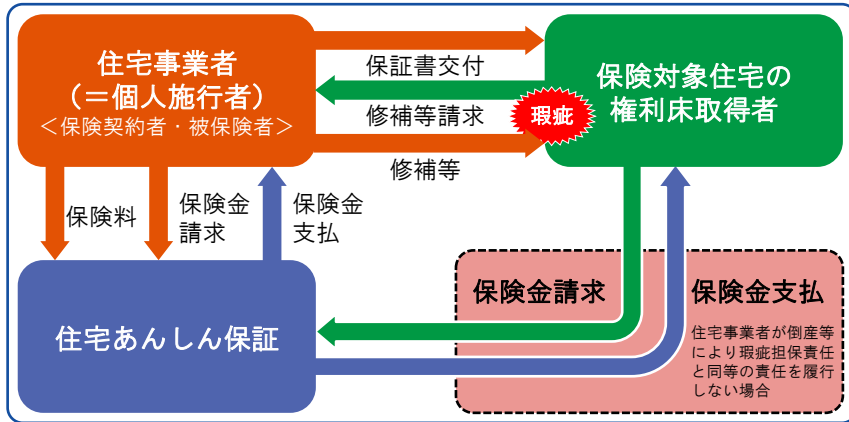 住宅事業者
（＝個人施行者）
＜保険契約者・被保険者＞
保証書交付
修補等請求
瑕疵
修補等
保険対象住宅の
権利床取得者
保険料
保険金
請求
保険金
支払
住宅あんしん保証
保険金請求
保険金支払
住宅事業者が倒産等
により瑕疵担保責任
と同等の責任を履行
しない場合